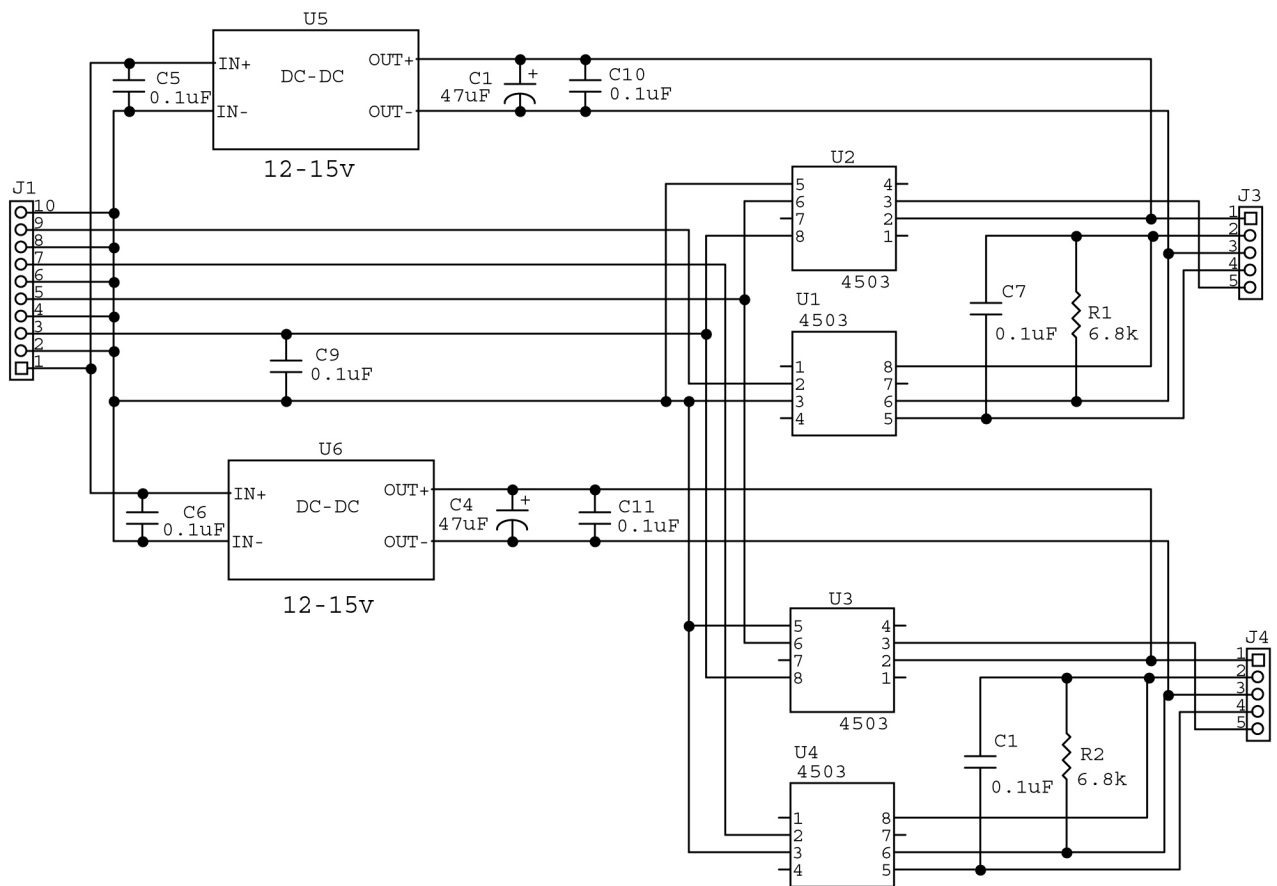 U5
IN+
IN-
DC-DC
OUT+
OUT-
12-15v
C5
0.1uF
C1
+
47uF
C10
0.1uF
J1
10
9
8
7
6
5
4
3
2
1
C9
0.1uF
U2
5
6
7
8
4
3
2
1
4503
U1
4503
1
2
3
4
8
7
6
5
C7
0.1uF
R1
6.8k
J3
1
2
3
4
5
U6
IN+
IN-
DC-DC
OUT+
OUT-
12-15v
C6
0.1uF
C4
+
47uF
C11
0.1uF
U3
5
6
7
8
4
3
2
1
4503
U4
4503
1
2
3
4
8
7
6
5
C1
0.1uF
R2
6.8k
J4
1
2
3
4
5